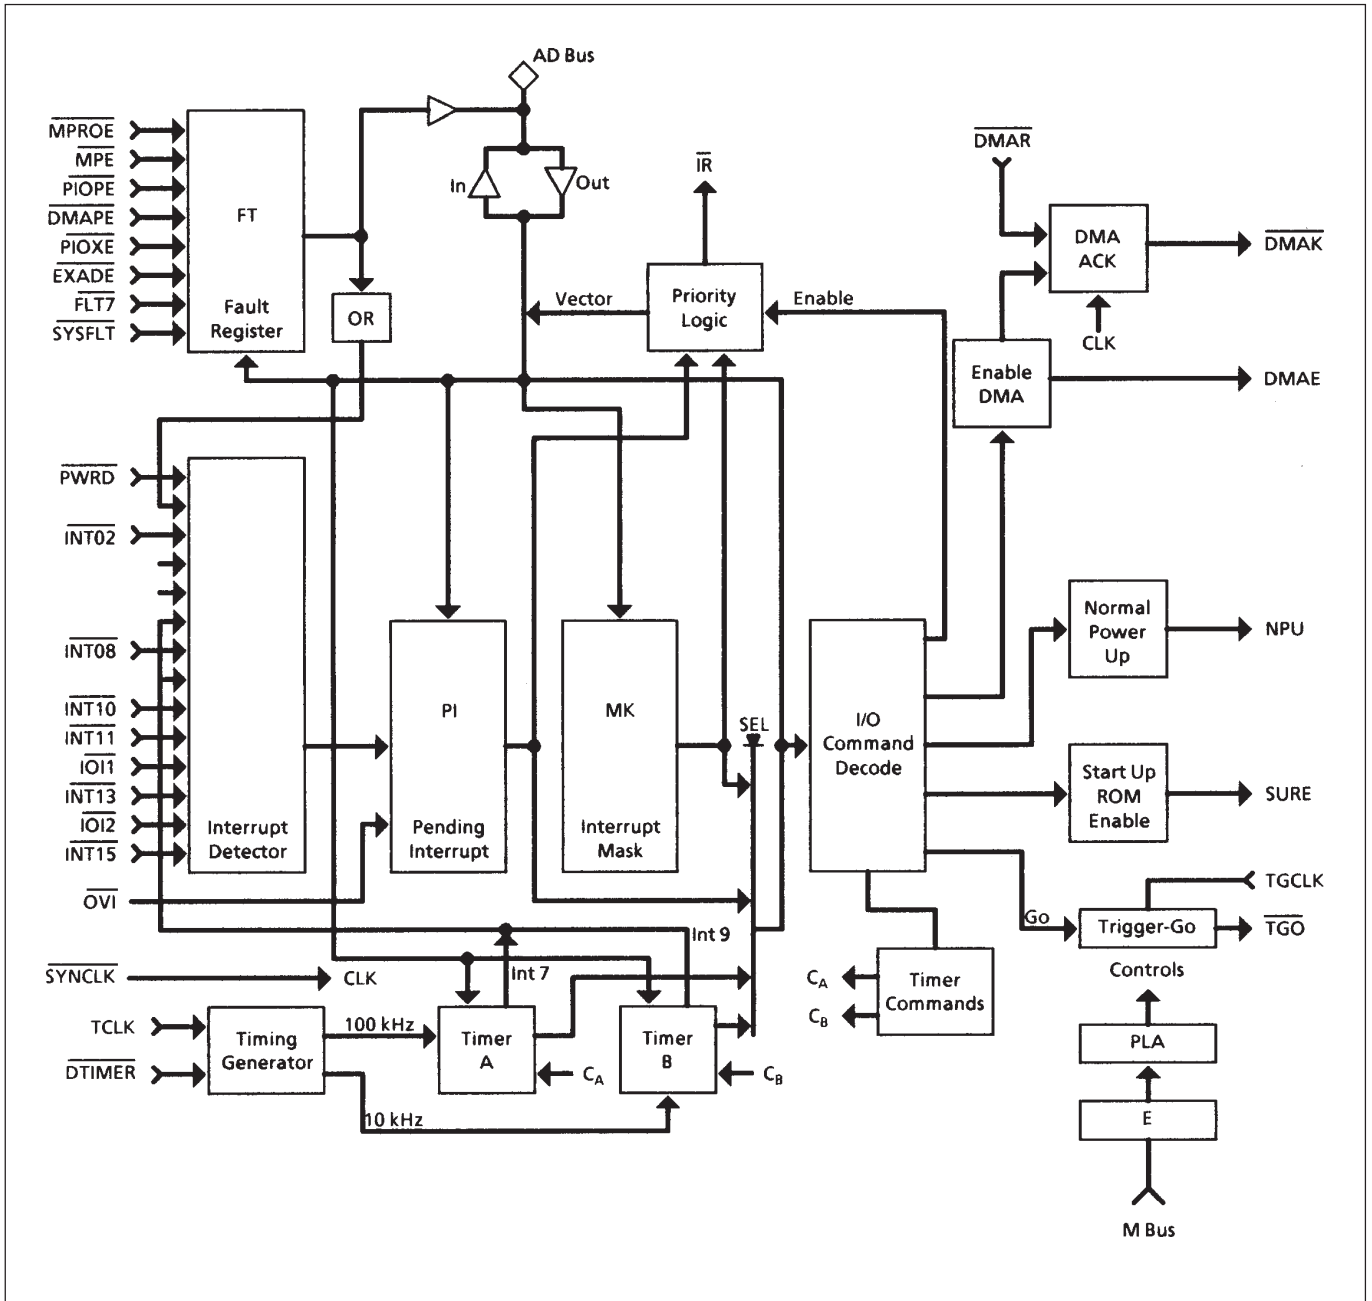 AD Bus
MPROE
MPE
PIOPE
DMAPE
PIOXE
EXADE
FLT7
SYSFLT
FT
Fault
Register
OR
In
Out
IR
Vector
Priority
Logic
Enable
DMAR
DMA
ACK
DMAK
CLK
Enable
DMA
DMAE
PWRD
INT02
INT08
INT10
INT11
IOI1
INT13
IOI2
INT15
OVI
Interrupt
Detector
PI
Pending
Interrupt
MK
Interrupt
Mask
SEL
I/O
Command
Decode
Normal
Power
Up
NPU
Start Up
ROM
Enable
SURE
TGCLK
Go
Trigger-Go
TGO
Controls
PLA
E
M Bus
Int 9
Int 7
SYNCLK
CLK
TCLK
DTIMER
Timing
Generator
100 kHz
10 kHz
Timer
A
CA
Timer
B
CB
CA
CB
Timer
Commands